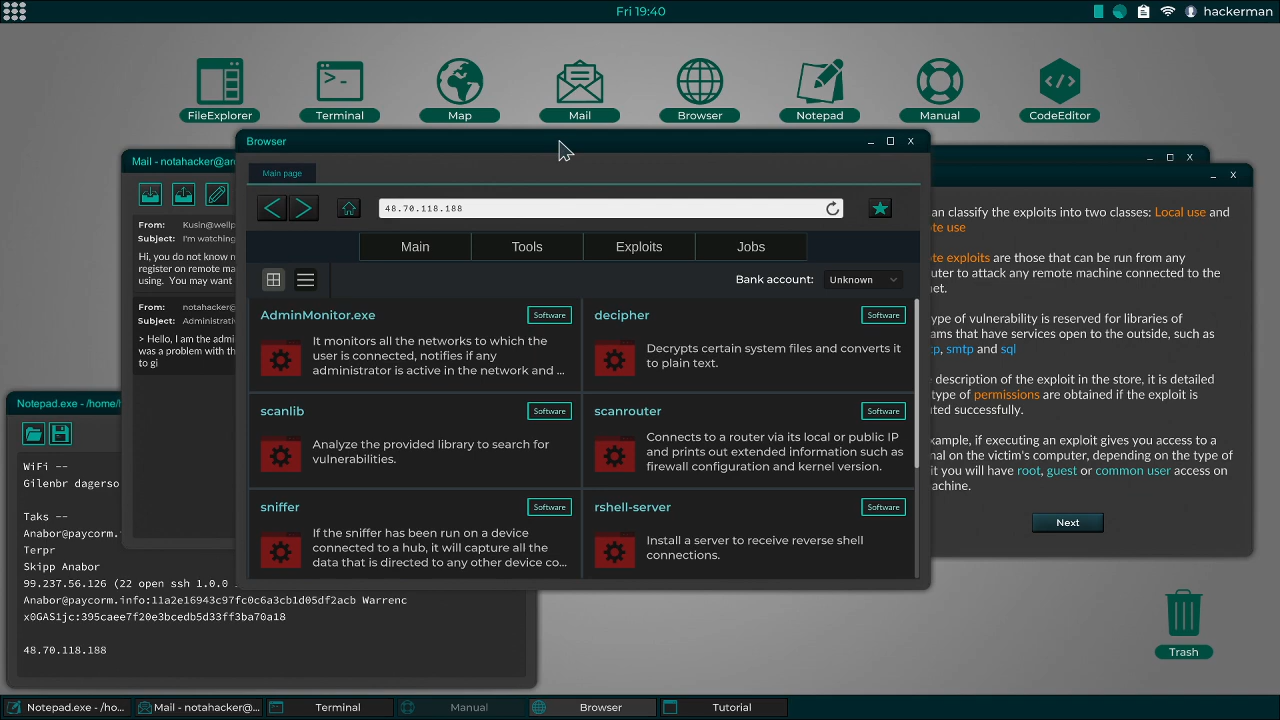 Fri 19:40
hackerman
FileExplorer
Terminal
Map
Mail
Browser
Notepad
Manual
CodeEditor
Mail - notahacker@
From: Kusin@wellp
Subject: I'm watching
Hi, you do not know m
register on remote ma
using. You may want
From: notahacker@
Subject: Administrativ
> Hello, I am the admi
was a problem with th
to gi
Browser
Main page
48.70.118.188
Main
Tools
Exploits
Jobs
Bank account:
Unknown
AdminMonitor.exe
Software
It monitors all the networks to which the
user is connected, notifies if any
administrator is active in the network and ...
decipher
Software
Decrypts certain system files and converts it
to plain text.
scanlib
Software
Analyze the provided library to search for
vulnerabilities.
scanrouter
Software
Connects to a router via its local or public IP
and prints out extended information such as
firewall configuration and kernel version.
sniffer
Software
If the sniffer has been run on a device
connected to a hub, it will capture all the
data that is directed to any other device co...
rshell-server
Software
Install a server to receive reverse shell
connections.
an classify the exploits into two classes: Local use and
te use
te exploits are those that can be run from any
uter to attack any remote machine connected to the
net.
ype of vulnerability is reserved for libraries of
ams that have services open to the outside, such as
p, smtp and sql
e description of the exploit in the store, it is detailed
type of permissions are obtained if the exploit is
ted successfully.
example, if executing an exploit gives you access to a
nal on the victim's computer, depending on the type of
it you will have root, guest or common user access on
machine.
Next
Notepad.exe - /home/h
WiFi --
Gilenbr dagerso
Taks --
Anabor@paycorm.
Terpr
Skipp Anabor
99.237.56.126 (22 open ssh 1.0.0
Anabor@paycorm.info:11a2e16943c97fc0c6a3cb1d05df2acb Warrenc
x0GAS1jc:395caee7f20e3bcedb5d33ff3ba70a18
48.70.118.188
Trash
Notepad.exe - /ho...
Mail - notahacker@...
Terminal
Manual
Browser
Tutorial